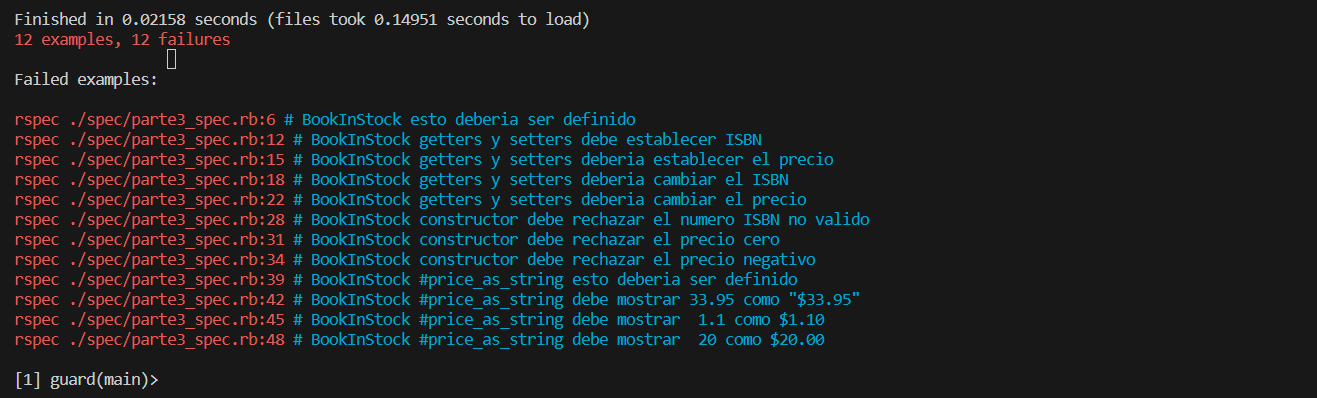 Finished in 0.02158 seconds (files took 0.14951 seconds to load)
12 examples, 12 failures
Failed examples:
rspec ./spec/parte3_spec.rb:6 # BookInStock esto deberia ser definido
rspec ./spec/parte3_spec.rb:12 # BookInStock getters y setters debe establecer ISBN
rspec ./spec/parte3_spec.rb:15 # BookInStock getters y setters deberia establecer el precio
rspec ./spec/parte3_spec.rb:18 # BookInStock getters y setters deberia cambiar el ISBN
rspec ./spec/parte3_spec.rb:22 # BookInStock getters y setters deberia cambiar el precio
rspec ./spec/parte3_spec.rb:28 # BookInStock constructor debe rechazar el numero ISBN no valido
rspec ./spec/parte3_spec.rb:31 # BookInStock constructor debe rechazar el precio cero
rspec ./spec/parte3_spec.rb:34 # BookInStock constructor debe rechazar el precio negativo
rspec ./spec/parte3_spec.rb:39 # BookInStock #price_as_string esto deberia ser definido
rspec ./spec/parte3_spec.rb:42 # BookInStock #price_as_string debe mostrar 33.95 como "$33.95"
rspec ./spec/parte3_spec.rb:45 # BookInStock #price_as_string debe mostrar  1.1 como $1.10
rspec ./spec/parte3_spec.rb:48 # BookInStock #price_as_string debe mostrar  20 como $20.00
[1] guard(main)>